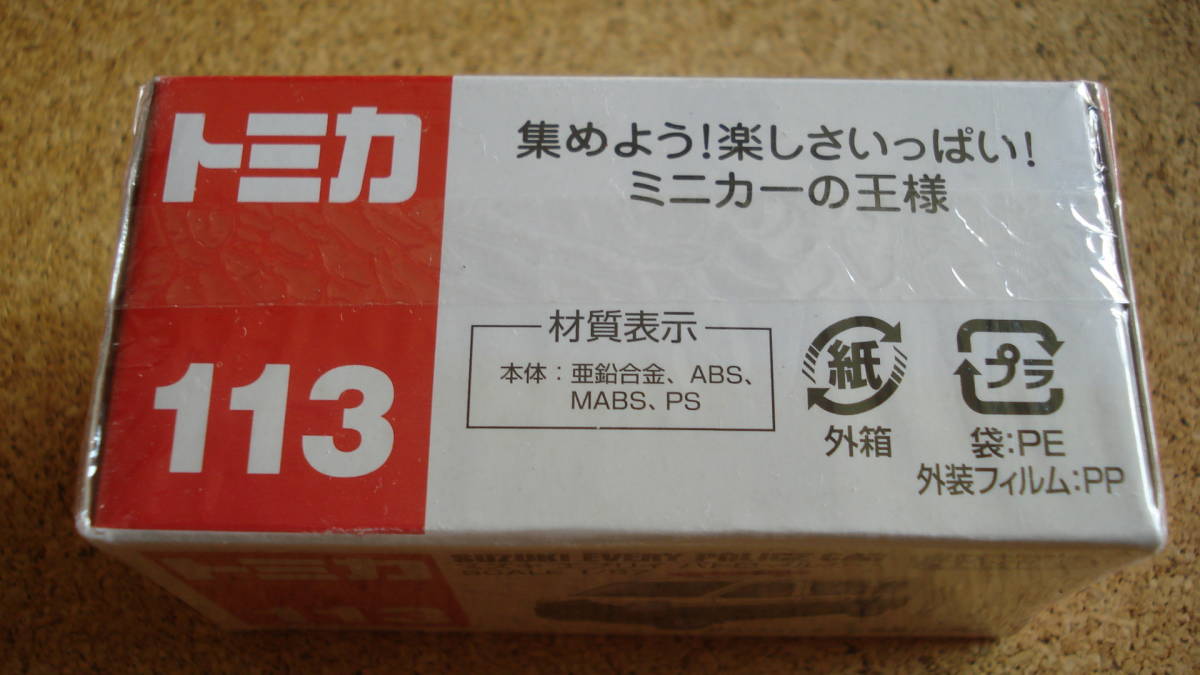 トミカ
113
集めよう!楽しさいっぱい!
ミニカーの王様
材質表示
本体:亜鉛合金、ABS、
MABS、PS
紙
外箱
プラ
袋:PE
外装フィルム:PP
トミカ
113
SUZUKI EVERY POLICE CAR